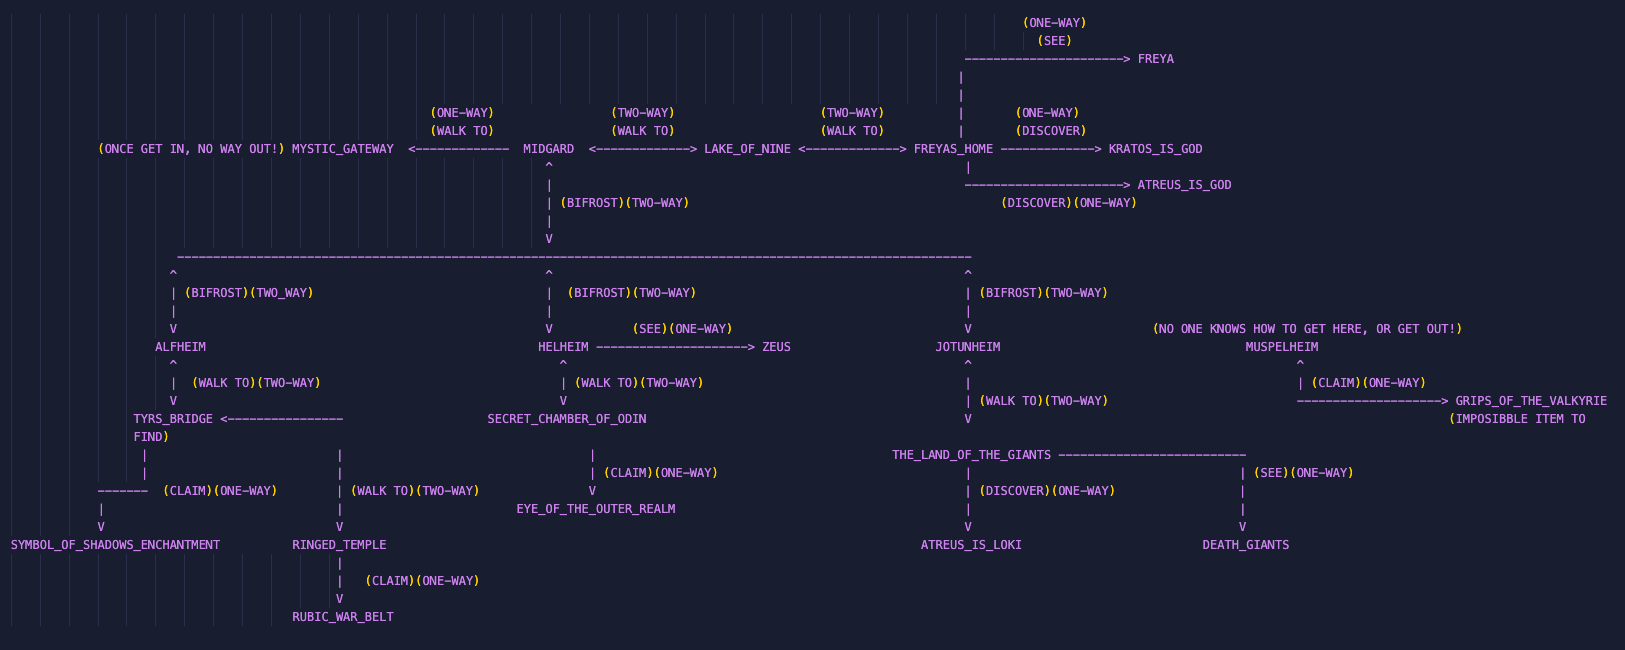 (ONE-WAY)
(SEE)
----------------------> FREYA
|
|
(ONE-WAY) (TWO-WAY) (TWO-WAY) | (ONE-WAY)
(WALK TO) (WALK TO) (WALK TO) | (DISCOVER)
(ONCE GET IN, NO WAY OUT!) MYSTIC_GATEWAY <------------- MIDGARD <-------------> LAKE_OF_NINE <-------------> FREYAS_HOME -------------> KRATOS_IS_GOD
^ |
| ----------------------> ATREUS_IS_GOD
| (BIFROST)(TWO-WAY) (DISCOVER)(ONE-WAY)
|
V
--------------------------------------------------------------------------------------------------------------
^ ^ ^
| (BIFROST)(TWO_WAY) | (BIFROST)(TWO-WAY) | (BIFROST)(TWO-WAY)
| | |
V V (SEE)(ONE-WAY) V (NO ONE KNOWS HOW TO GET HERE, OR GET OUT!)
ALFHEIM HELHEIM ---------------------> ZEUS JOTUNHEIM MUSPELHEIM
^ ^ ^ ^
| (WALK TO)(TWO-WAY) | (WALK TO)(TWO-WAY) | | (CLAIM)(ONE-WAY)
V V | (WALK TO)(TWO-WAY) --------------------> GRIPS_OF_THE_VALKYRIE
TYRS_BRIDGE <---------------- SECRET_CHAMBER_OF_ODIN V (IMPOSIBBLE ITEM TO
FIND)
| | | THE_LAND_OF_THE_GIANTS --------------------------
| | | (CLAIM)(ONE-WAY) | | (SEE)(ONE-WAY)
------- (CLAIM)(ONE-WAY) | (WALK TO)(TWO-WAY) V | (DISCOVER)(ONE-WAY) |
| | EYE_OF_THE_OUTER_REALM | |
V V V V
SYMBOL_OF_SHADOWS_ENCHANTMENT RINGED_TEMPLE ATREUS_IS_LOKI DEATH_GIANTS
|
| (CLAIM)(ONE-WAY)
V
RUBIC_WAR_BELT